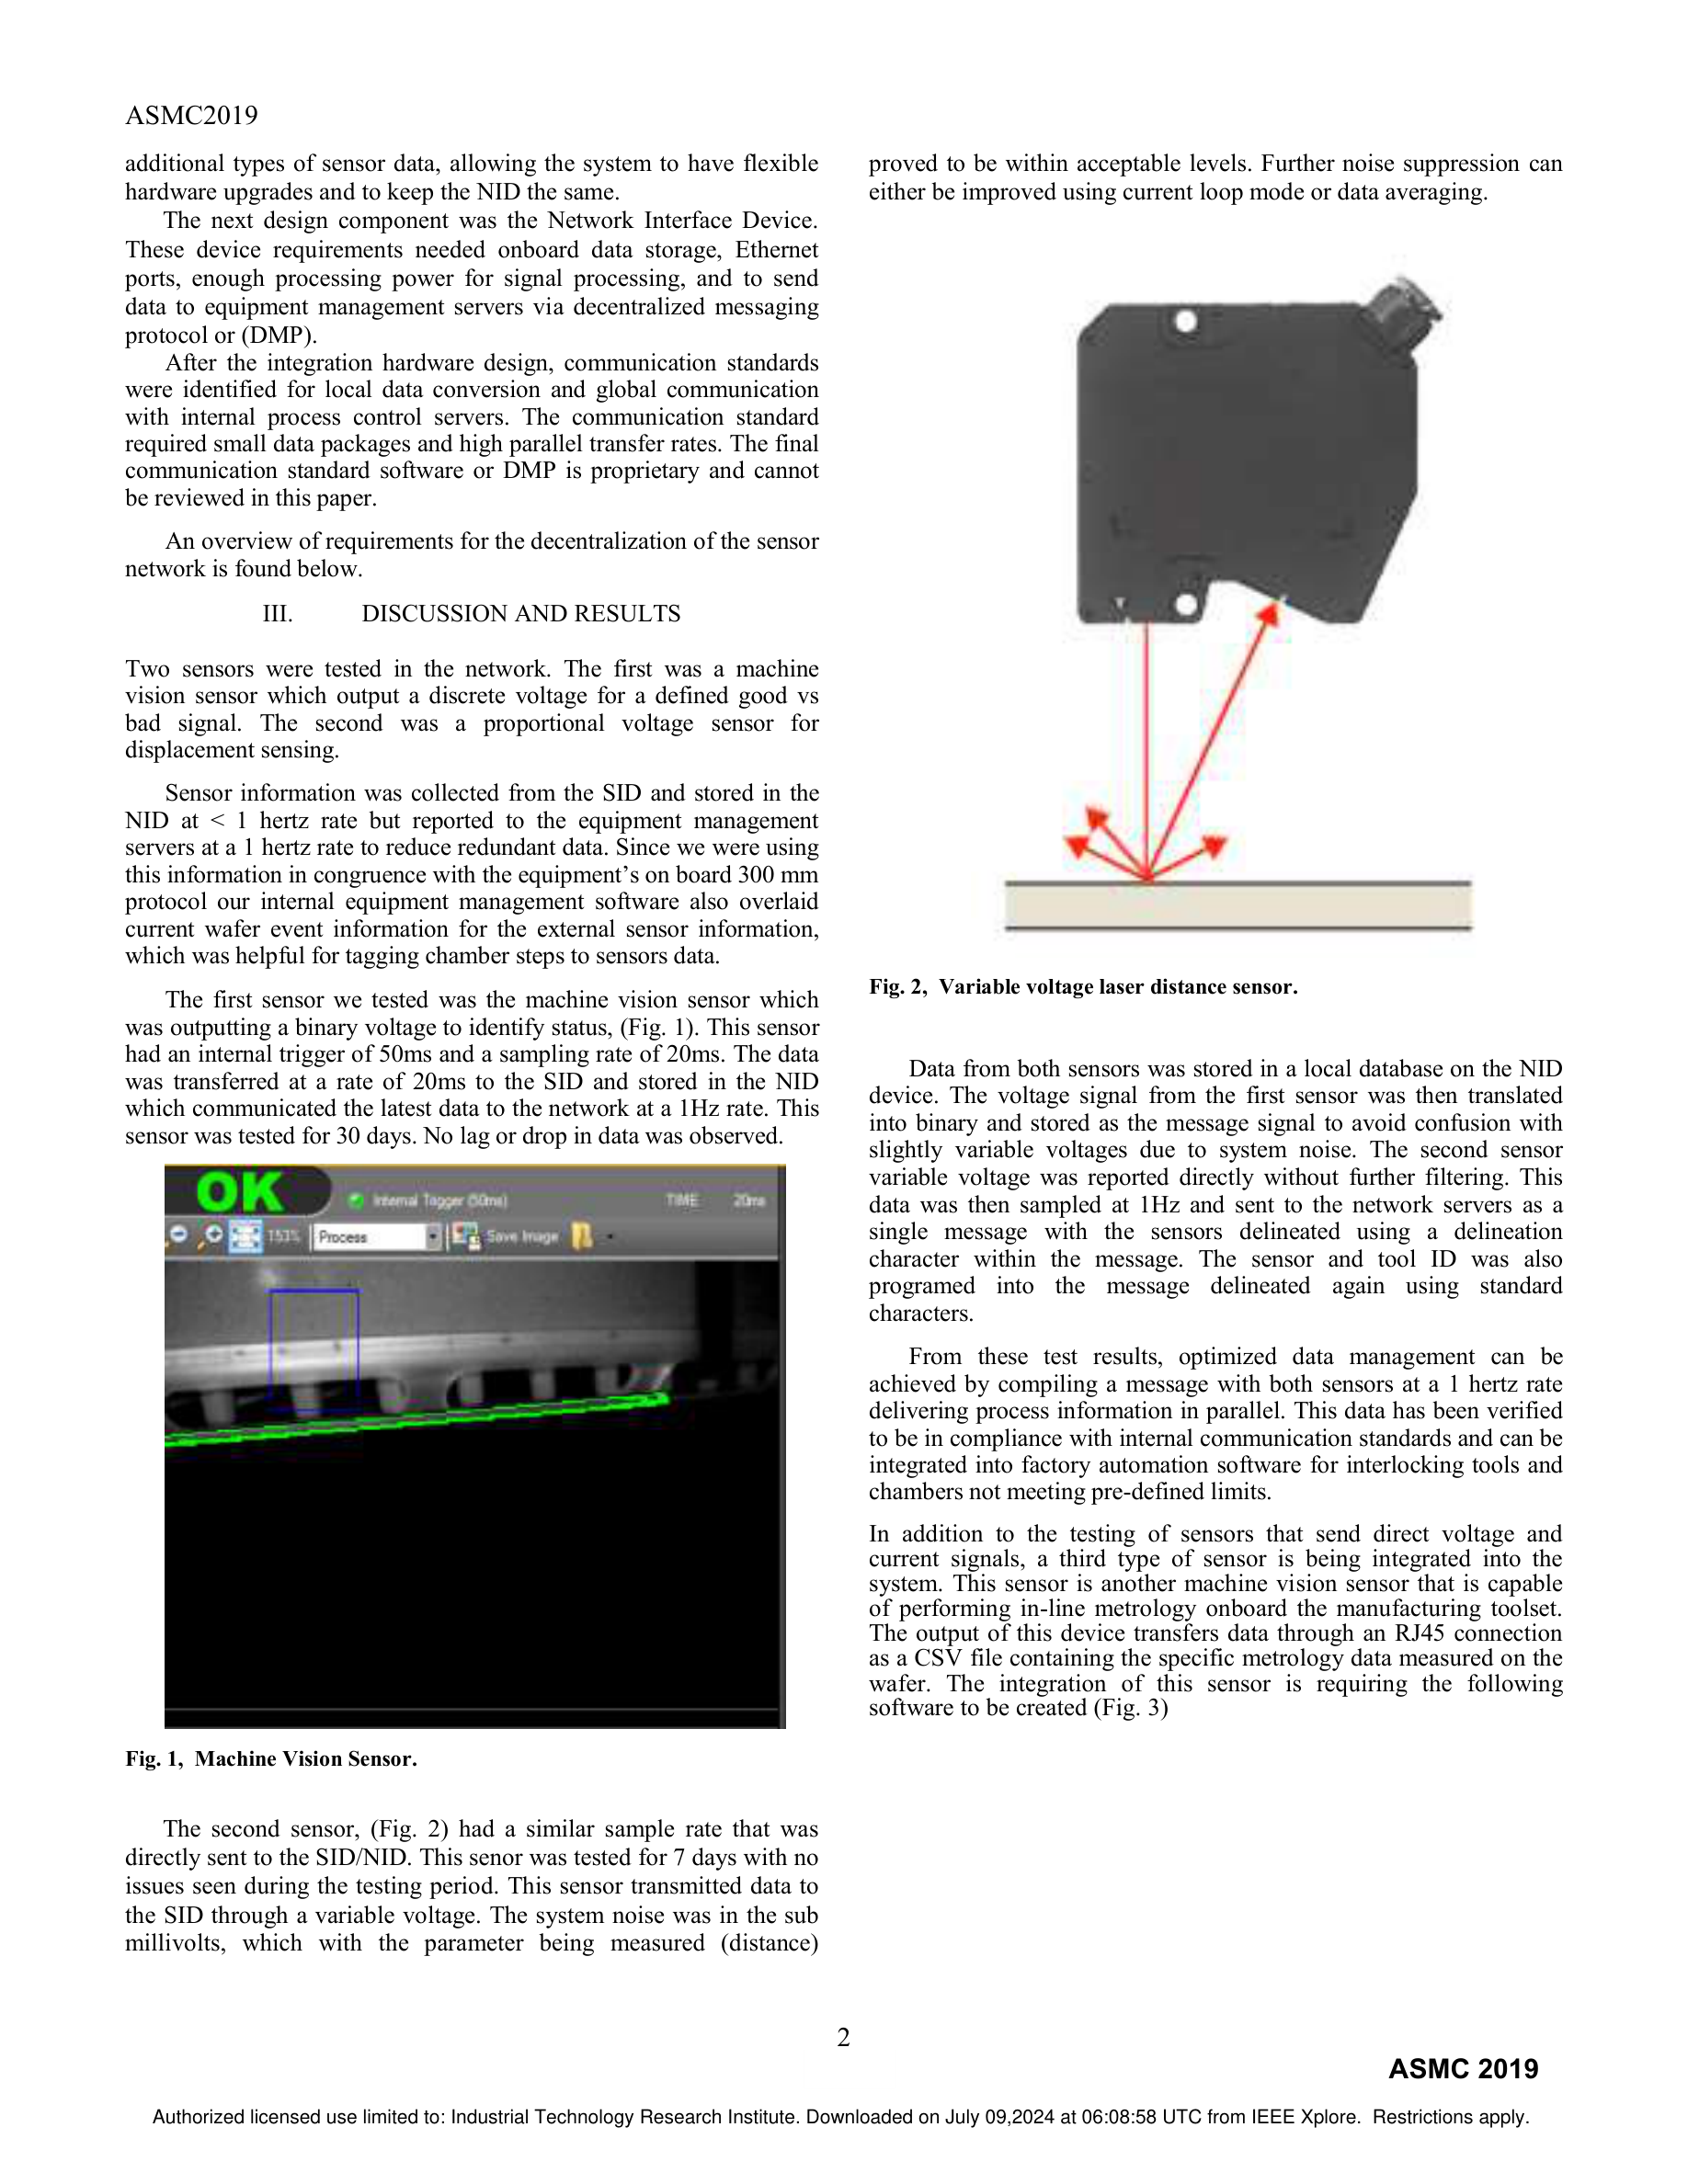 ASMC2019
additional types of sensor data, allowing the system to have flexible
hardware upgrades and to keep the NID the same.
The next design component was the Network Interface Device.
These device requirements needed onboard data storage, Ethernet
ports, enough processing power for signal processing, and to send
data to equipment management servers via decentralized messaging
protocol or (DMP).
After the integration hardware design, communication standards
were identified for local data conversion and global communication
with internal process control servers. The communication standard
required small data packages and high parallel transfer rates. The final
communication standard software or DMP is proprietary and cannot
be reviewed in this paper.
An overview of requirements for the decentralization of the sensor
network is found below.
III. DISCUSSION AND RESULTS
Two sensors were tested in the network. The first was a machine
vision sensor which output a discrete voltage for a defined good vs
bad signal. The second was a proportional voltage sensor for
displacement sensing.
Sensor information was collected from the SID and stored in the
NID at < 1 hertz rate but reported to the equipment management
servers at a 1 hertz rate to reduce redundant data. Since we were using
this information in congruence with the equipment's on board 300 mm
protocol our internal equipment management software also overlaid
current wafer event information for the external sensor information,
which was helpful for tagging chamber steps to sensors data.
The first sensor we tested was the machine vision sensor which
was outputting a binary voltage to identify status, (Fig. 1). This sensor
had an internal trigger of 50ms and a sampling rate of 20ms. The data
was transferred at a rate of 20ms to the SID and stored in the NID
which communicated the latest data to the network at a 1Hz rate. This
sensor was tested for 30 days. No lag or drop in data was observed.
OK
Internal Tagger (50ms) TIME 20ms
153% Process Save Image
Fig. 1, Machine Vision Sensor.
The second sensor, (Fig. 2) had a similar sample rate that was
directly sent to the SID/NID. This senor was tested for 7 days with no
issues seen during the testing period. This sensor transmitted data to
the SID through a variable voltage. The system noise was in the sub
millivolts, which with the parameter being measured (distance)
proved to be within acceptable levels. Further noise suppression can
either be improved using current loop mode or data averaging.
Fig. 2, Variable voltage laser distance sensor.
Data from both sensors was stored in a local database on the NID
device. The voltage signal from the first sensor was then translated
into binary and stored as the message signal to avoid confusion with
slightly variable voltages due to system noise. The second sensor
variable voltage was reported directly without further filtering. This
data was then sampled at 1Hz and sent to the network servers as a
single message with the sensors delineated using a delineation
character within the message. The sensor and tool ID was also
programed into the message delineated again using standard
characters.
From these test results, optimized data management can be
achieved by compiling a message with both sensors at a 1 hertz rate
delivering process information in parallel. This data has been verified
to be in compliance with internal communication standards and can be
integrated into factory automation software for interlocking tools and
chambers not meeting pre-defined limits.
In addition to the testing of sensors that send direct voltage and
current signals, a third type of sensor is being integrated into the
system. This sensor is another machine vision sensor that is capable
of performing in-line metrology onboard the manufacturing toolset.
The output of this device transfers data through an RJ45 connection
as a CSV file containing the specific metrology data measured on the
wafer. The integration of this sensor is requiring the following
software to be created (Fig. 3)
2
ASMC 2019
Authorized licensed use limited to: Industrial Technology Research Institute. Downloaded on July 09,2024 at 06:08:58 UTC from IEEE Xplore. Restrictions apply.